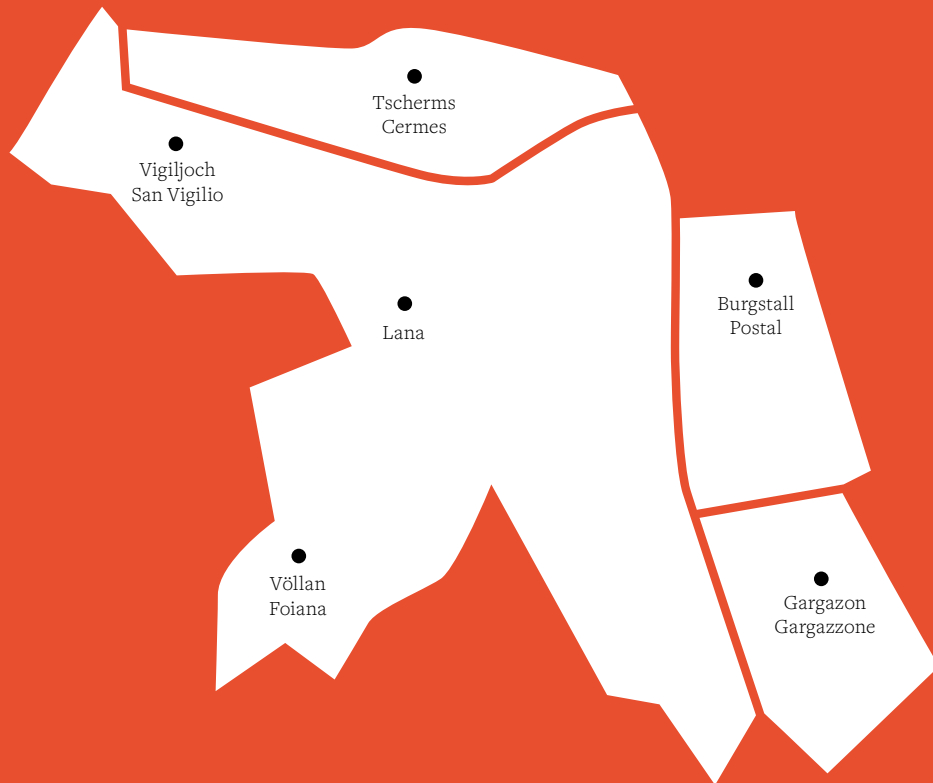 Tscherms
Cermes
Vigiljoch
San Vigilio
Burgstall
Postal
Lana
Völlan
Foiana
Gargazon
Gargazzone